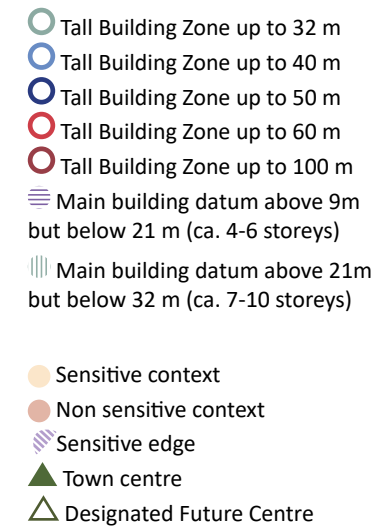 Tall Building Zone up to 32 m
Tall Building Zone up to 40 m
Tall Building Zone up to 50 m
Tall Building Zone up to 60 m
Tall Building Zone up to 100 m
Main building datum above 9m
but below 21 m (ca. 4-6 storeys)
Main building datum above 21m
but below 32 m (ca. 7-10 storeys)
Sensitive context
Non sensitive context
Sensitive edge
Town centre
Designated Future Centre